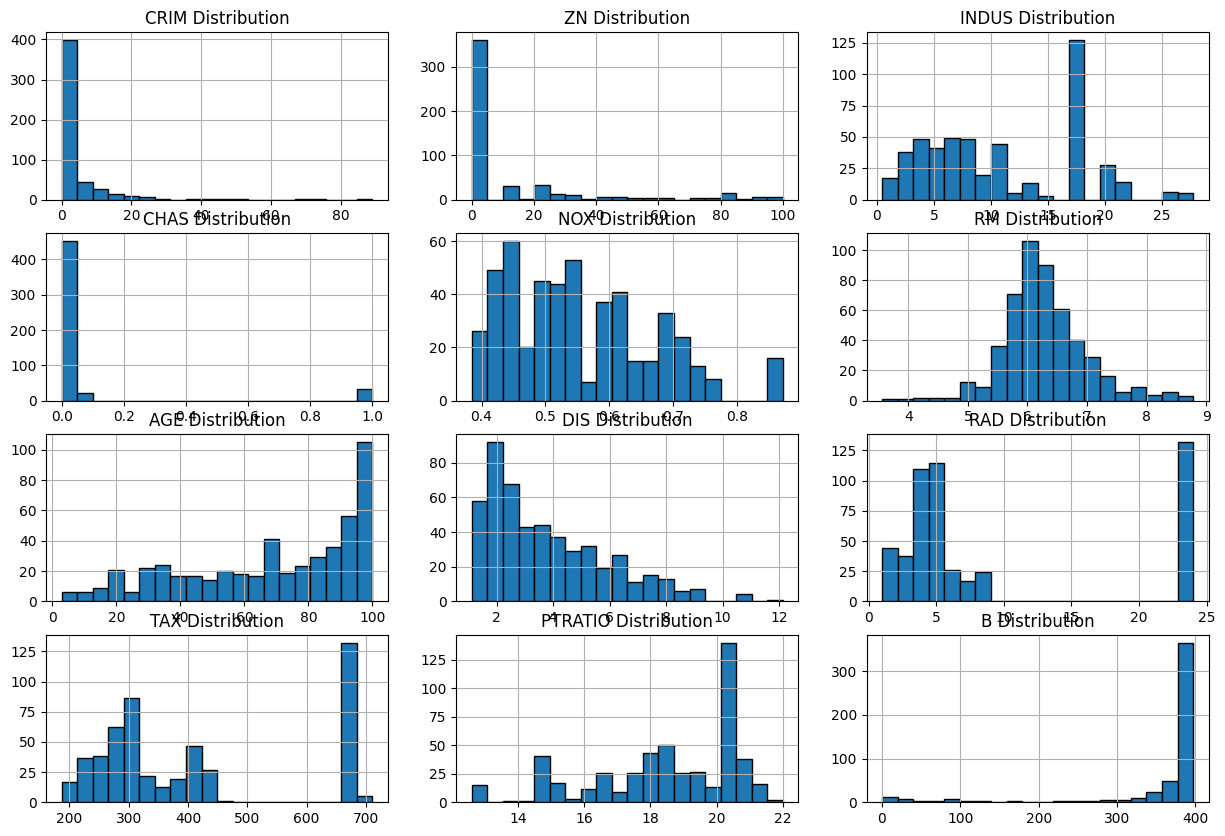 CRIM Distribution
400
300
200
100
0
0 20 40 60 80
ZN Distribution
300
200
100
0
0 20 40 60 80 100
INDUS Distribution
125
100
75
50
25
0
0 5 10 15 20 25
CHAS Distribution
400
300
200
100
0
0.0 0.2 0.4 0.6 0.8 1.0
NOX Distribution
60
40
20
0
0.4 0.5 0.6 0.7 0.8
RM Distribution
100
80
60
40
20
0
4 5 6 7 8 9
AGE Distribution
100
80
60
40
20
0
0 20 40 60 80 100
DIS Distribution
80
60
40
20
0
2 4 6 8 10 12
RAD Distribution
125
100
75
50
25
0
0 5 10 15 20 25
TAX Distribution
125
100
75
50
25
0
200 300 400 500 600 700
PTRATIO Distribution
125
100
75
50
25
0
14 16 18 20 22
B Distribution
300
200
100
0
0 100 200 300 400